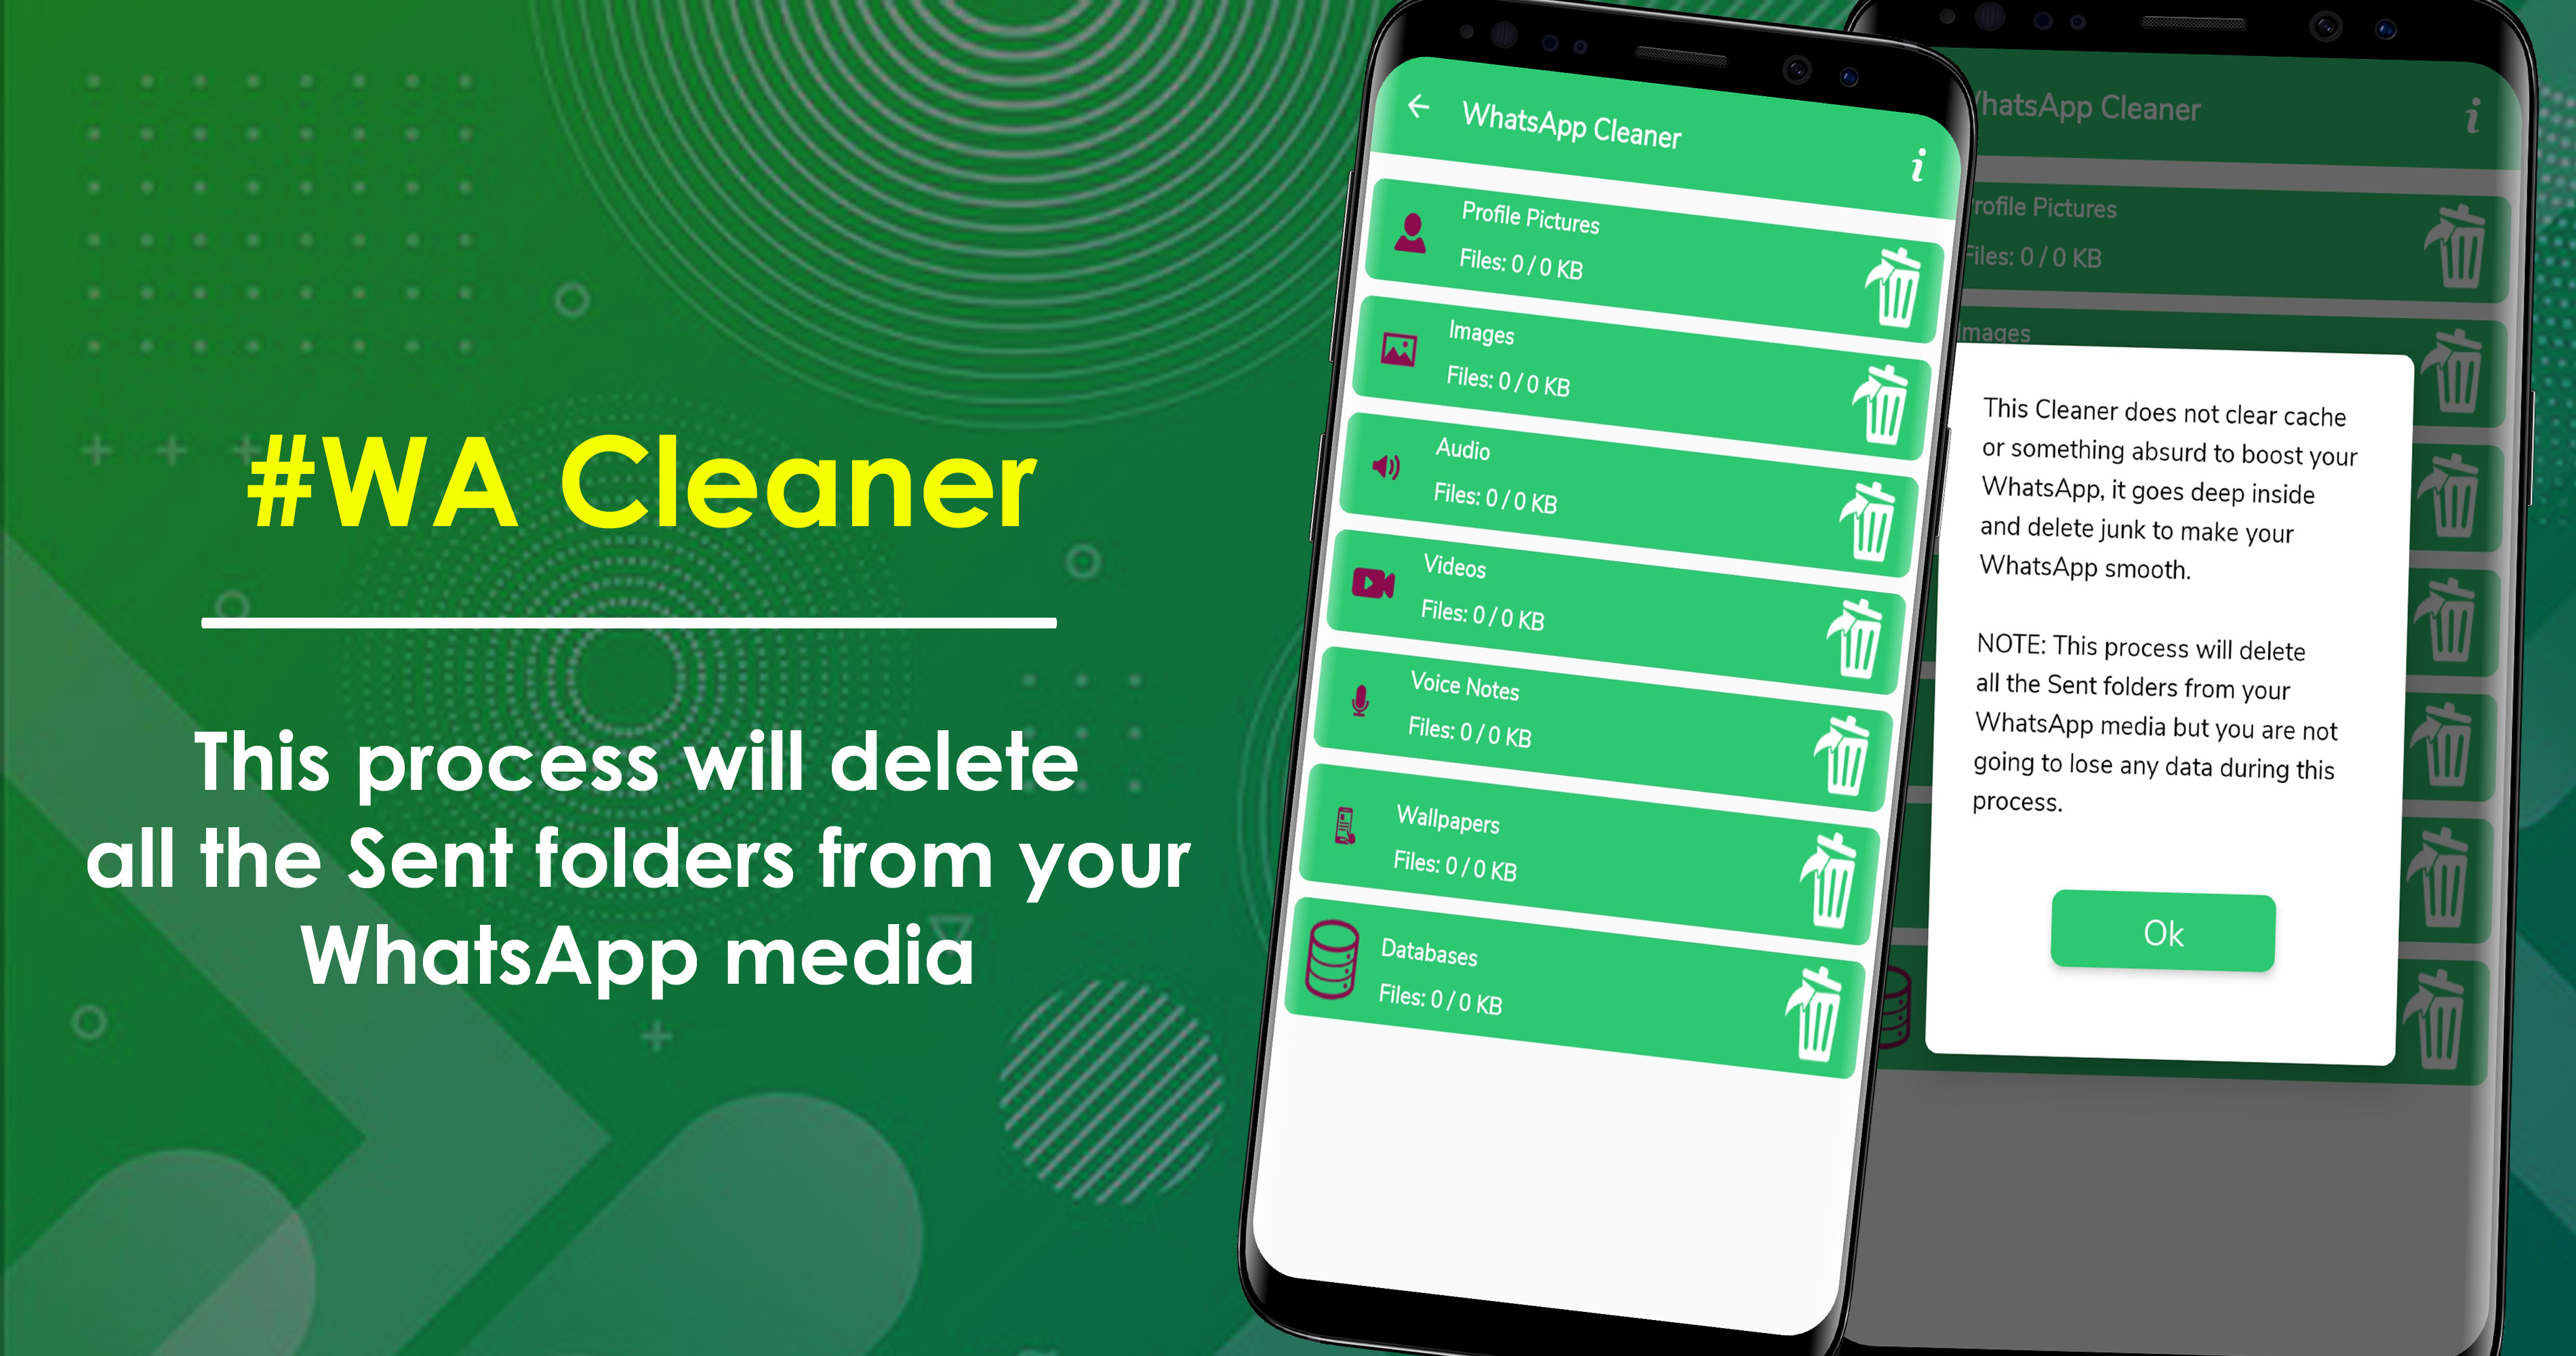 #WA Cleaner
This process will delete
all the Sent folders from your
WhatsApp media
WhatsApp Cleaner
i
Profile Pictures
Files: 0 / 0 KB
Images
Files: 0 / 0 KB
Audio
Files: 0 / 0 KB
Videos
Files: 0 / 0 KB
Voice Notes
Files: 0 / 0 KB
Wallpapers
Files: 0 / 0 KB
Databases
Files: 0 / 0 KB
hatsApp Cleaner
i
rofile Pictures
Files: 0 / 0 KB
Images
This Cleaner does not clear cache
or something absurd to boost your
WhatsApp, it goes deep inside
and delete junk to make your
WhatsApp smooth.
NOTE: This process will delete
all the Sent folders from your
WhatsApp media but you are not
going to lose any data during this
process.
Ok